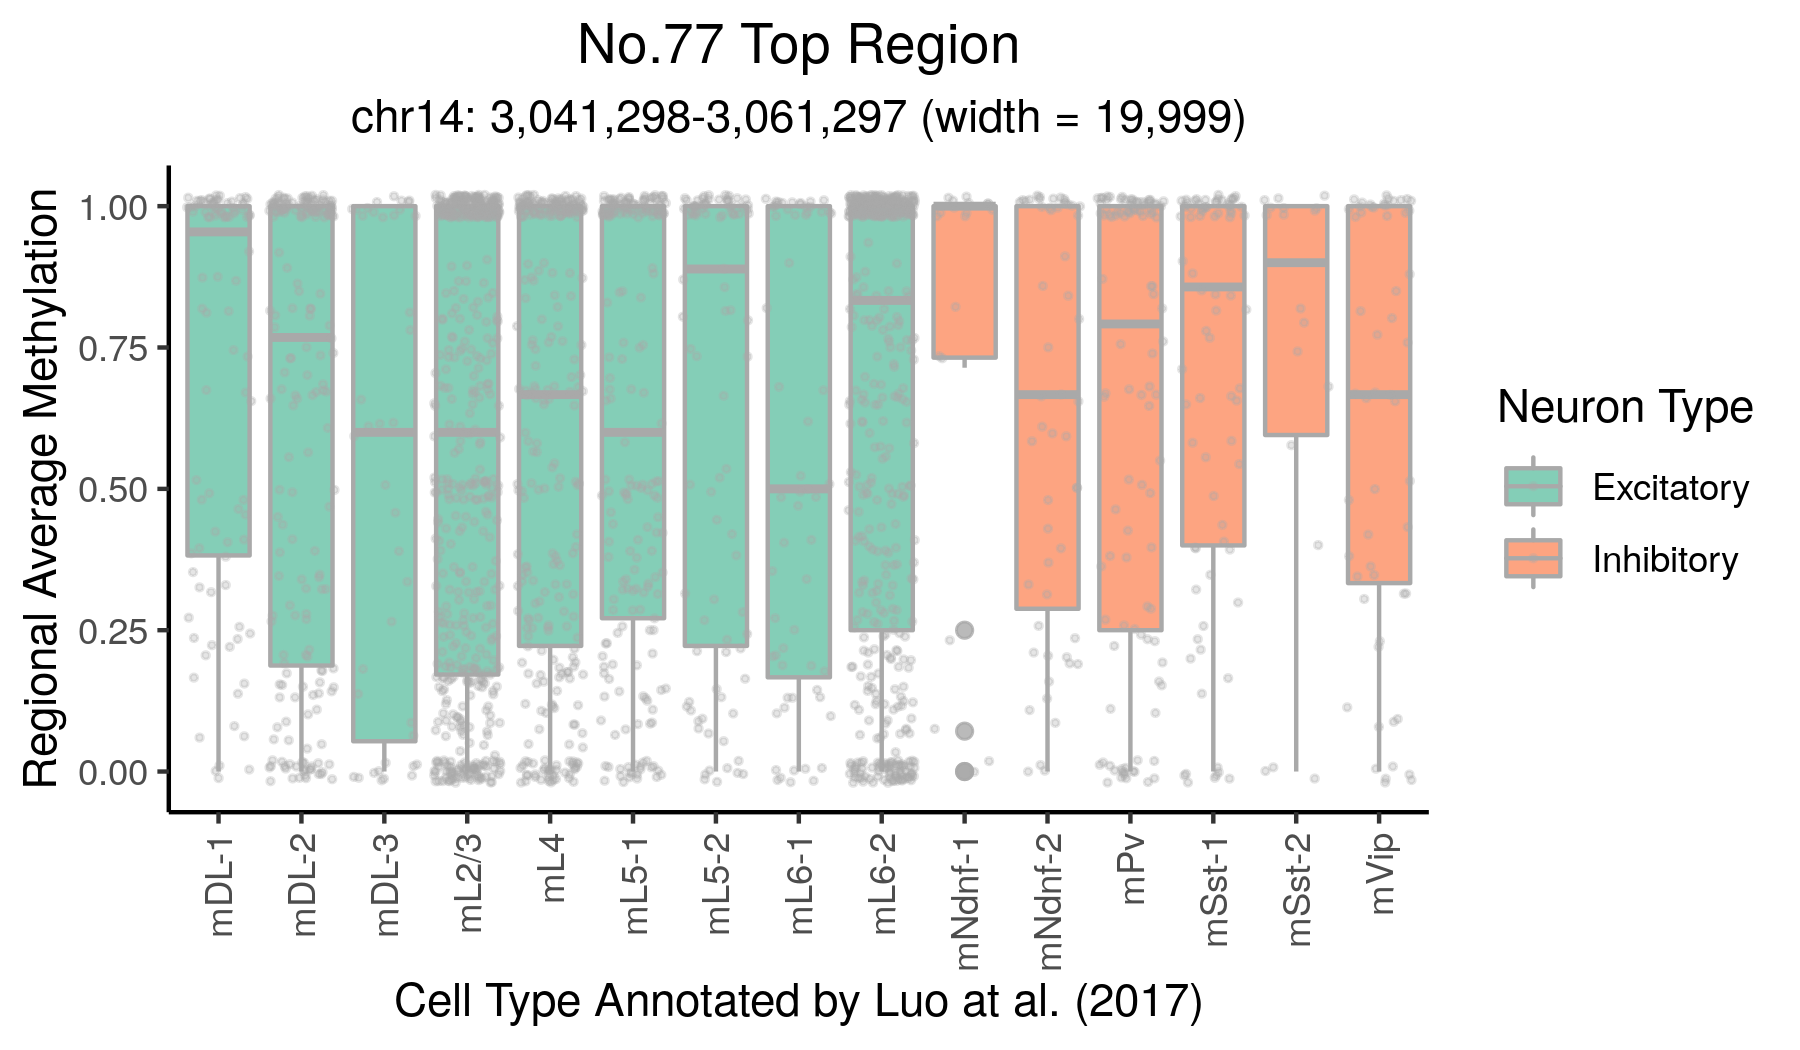 No.77 Top Region
chr14: 3,041,298-3,061,297 (width = 19,999)
Regional Average Methylation
1.00
0.75
0.50
0.25
0.00
mDL-1
mDL-2
mDL-3
mL2/3
mL4
mL5-1
mL5-2
mL6-1
mL6-2
mNdnf-1
mNdnf-2
mPv
mSst-1
mSst-2
mVip
Cell Type Annotated by Luo at al. (2017)
Neuron Type
Excitatory
Inhibitory